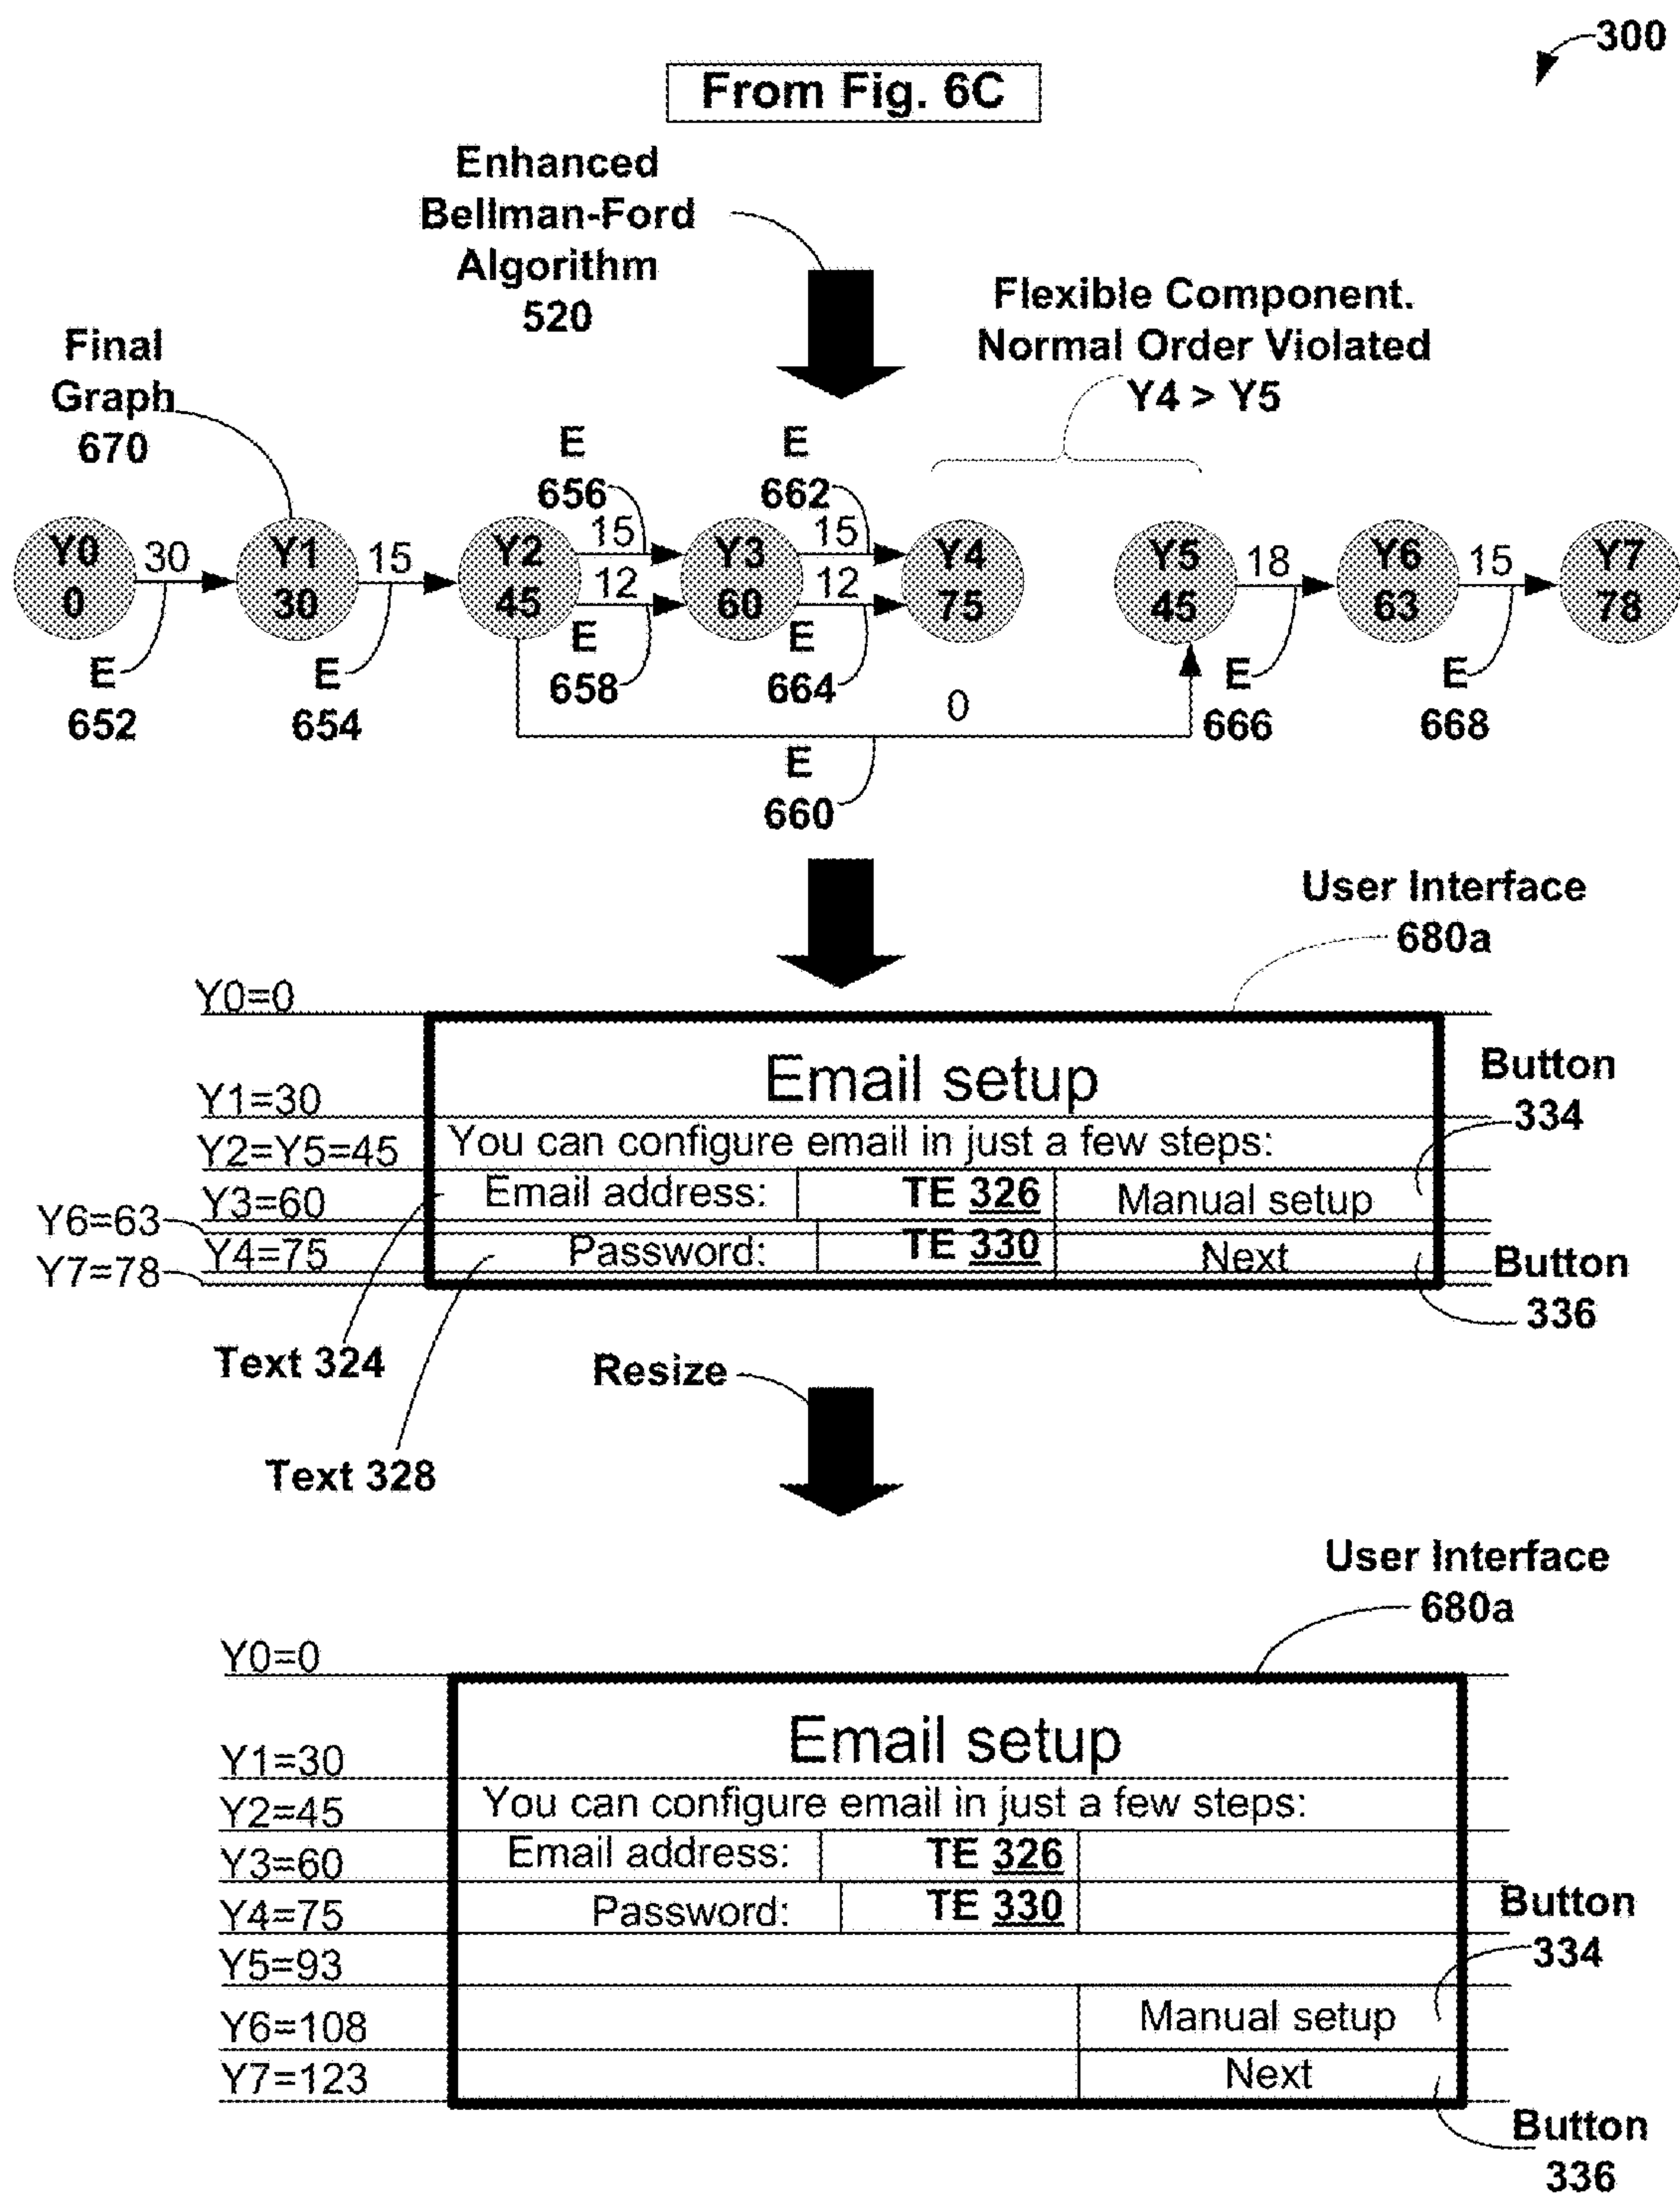 300
From Fig. 6C
Enhanced
Bellman-Ford
Algorithm
520
Flexible Component.
Normal Order Violated
Y4 > Y5
Final
Graph
670
E
656
E
662
Y0
0
30
Y1
30
15
Y2
45
15
12
Y3
60
15
12
Y4
75
Y5
45
18
Y6
63
15
Y7
78
E
652
E
654
E
658
E
664
0
E
666
E
668
E
660
User Interface
680a
Y0=0
Email setup
Button
334
Y1=30
Y2=Y5=45
You can configure email in just a few steps:
Y3=60
Email address:
TE 326
Manual setup
Y6=63
Y4=75
Password:
TE 330
Next
Y7=78
Button
336
Text 324
Resize
Text 328
User Interface
680a
Y0=0
Email setup
Y1=30
Y2=45
You can configure email in just a few steps:
Y3=60
Email address:
TE 326
Y4=75
Password:
TE 330
Button
334
Y5=93
Y6=108
Manual setup
Y7=123
Next
Button
336